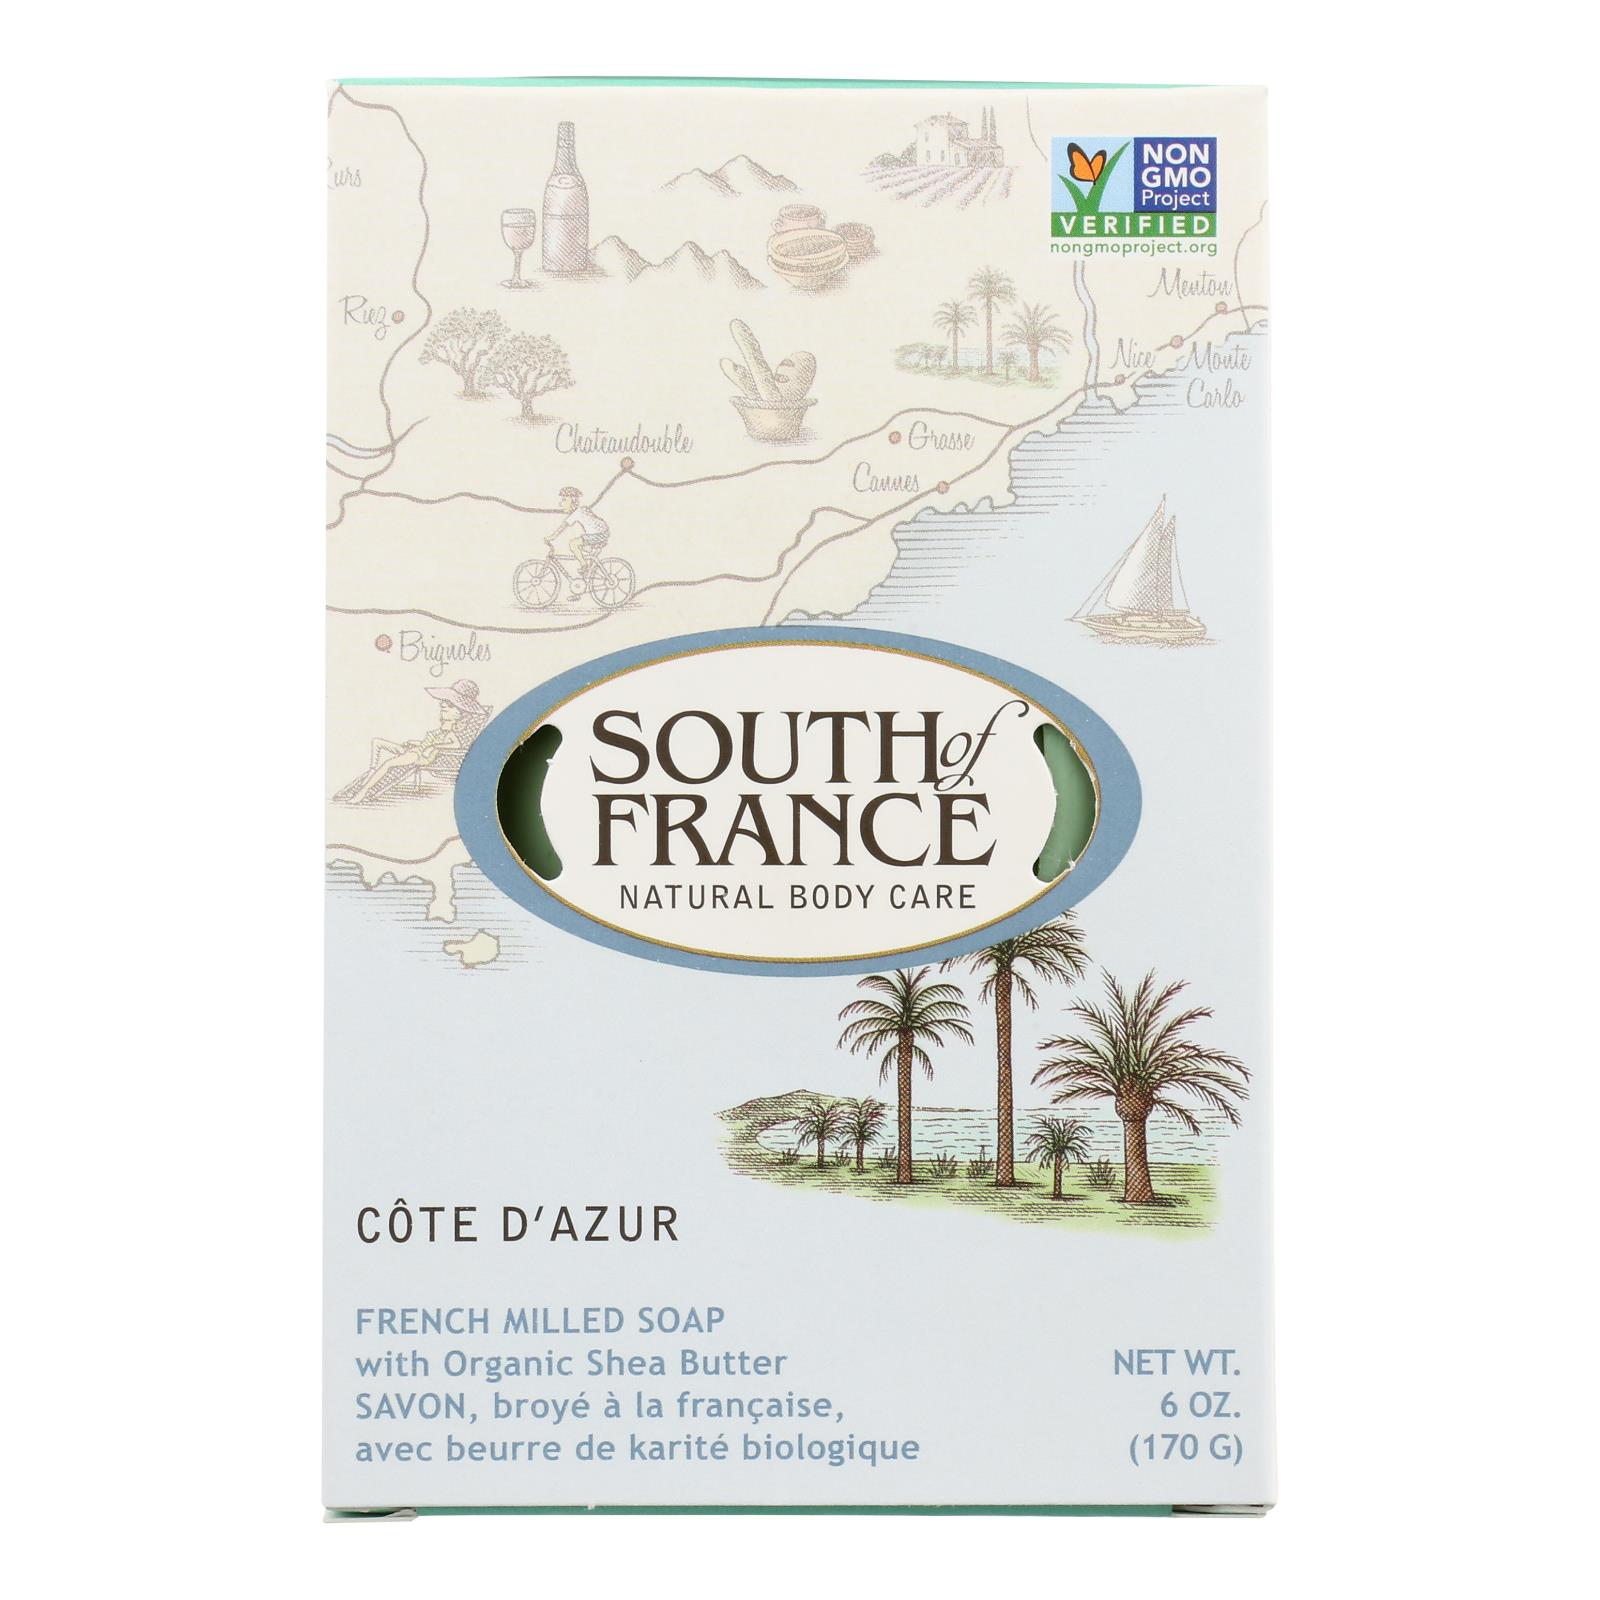 NON
GMO
Project
VERIFIED
nongmoproject.org
Menton
Riez
Nice
Monte
Carlo
Chateaudouble
Grasse
Cannes
Brignoles
SOUTH of
FRANCE
NATURAL BODY CARE
CÔTE D'AZUR
FRENCH MILLED SOAP
with Organic Shea Butter
SAVON, broyé à la française,
avec beurre de karité biologique
NET WT.
6 OZ.
(170 G)